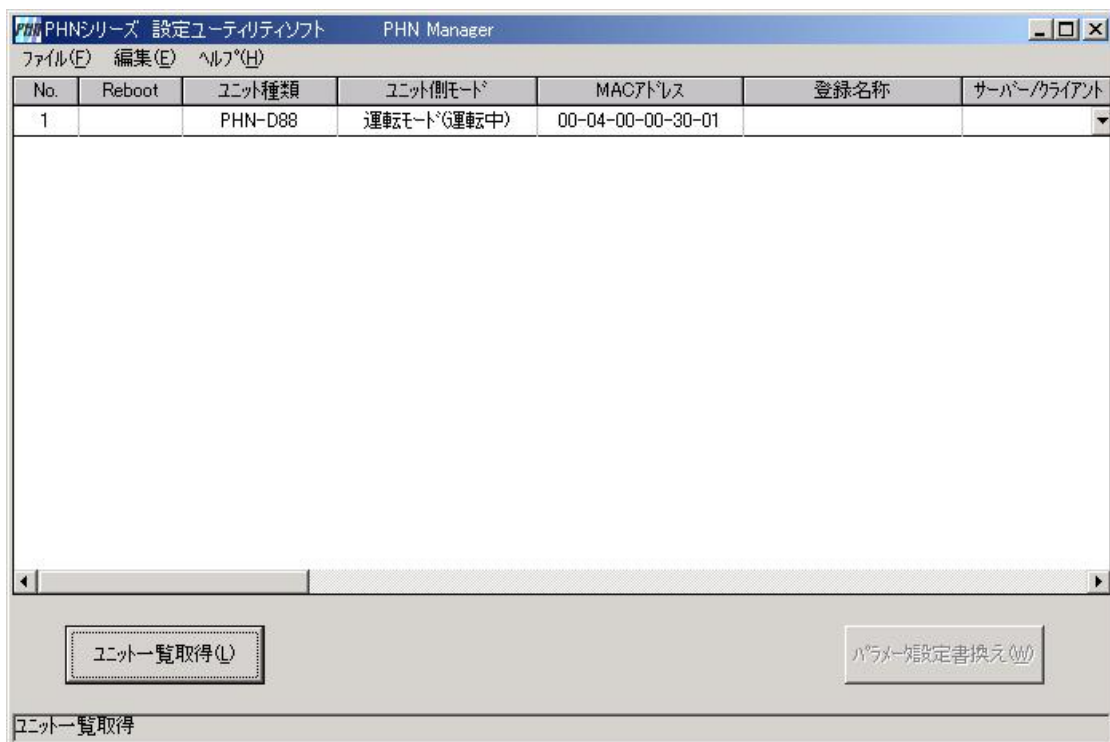 PHN PHNシリーズ 設定ユーティリティソフト PHN Manager
ファイル(F) 編集(E) ﾍﾙﾌﾟ(H)
No. Reboot ﾕﾆｯﾄ種類 ﾕﾆｯﾄ側ﾓｰﾄﾞ MACｱﾄﾞﾚｽ 登録名称 ｻｰﾊﾞｰ/ｸﾗｲｱﾝﾄ
1 PHN-D88 運転ﾓｰﾄﾞ(運転中) 00-04-00-00-30-01
ﾕﾆｯﾄ一覧取得(L) ﾊﾟﾗﾒｰﾀ設定書換え(W)
ﾕﾆｯﾄ一覧取得